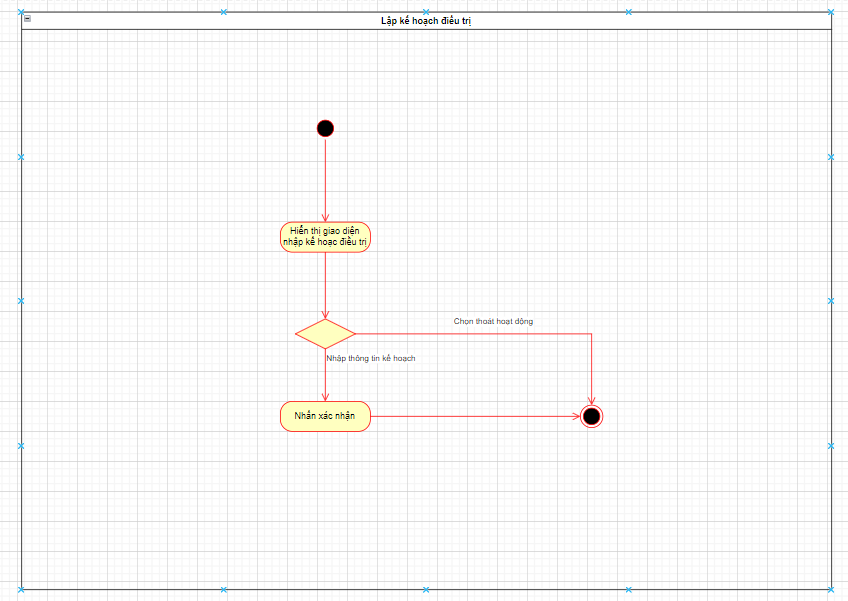 Lập kế hoạch điều trị
Hiển thị giao diện
nhập kế hoạc điều trị
Chọn thoát hoạt động
Nhập thông tin kế hoạch
Nhấn xác nhận